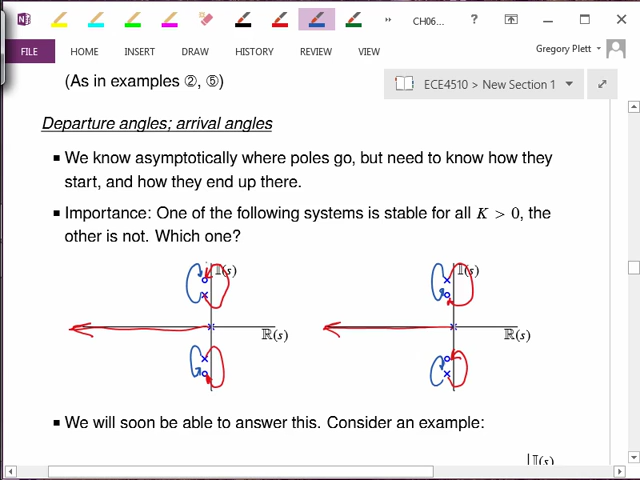 CH06...
?
FILE
HOME
INSERT
DRAW
HISTORY
REVIEW
VIEW
Gregory Plett
(As in examples ②, ⑤)
ECE4510 > New Section 1
Departure angles; arrival angles
■ We know asymptotically where poles go, but need to know how they
start, and how they end up there.
■ Importance: One of the following systems is stable for all K > 0, the
other is not. Which one?
𝕀(s)
𝕀(s)
ℝ(s)
ℝ(s)
■ We will soon be able to answer this. Consider an example:
𝕀(s)